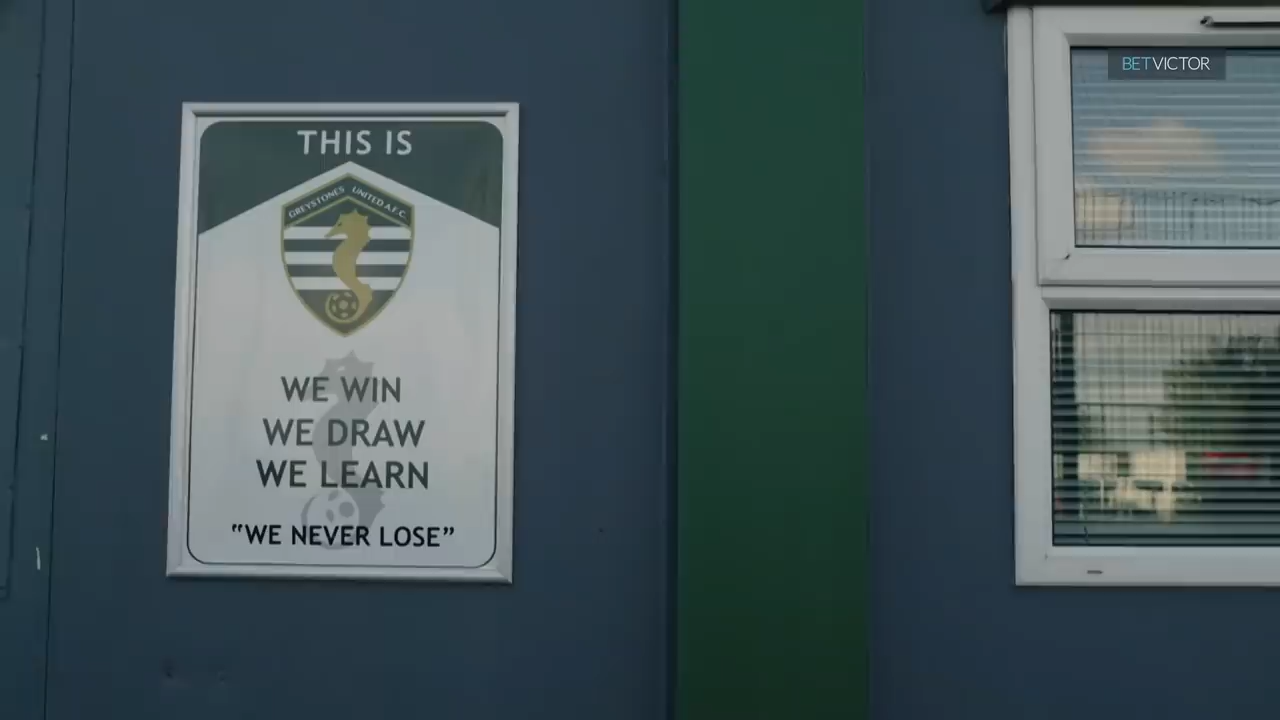 BETVICTOR
THIS IS
GREYSTONES UNITED A.F.C.
WE WIN
WE DRAW
WE LEARN
"WE NEVER LOSE"